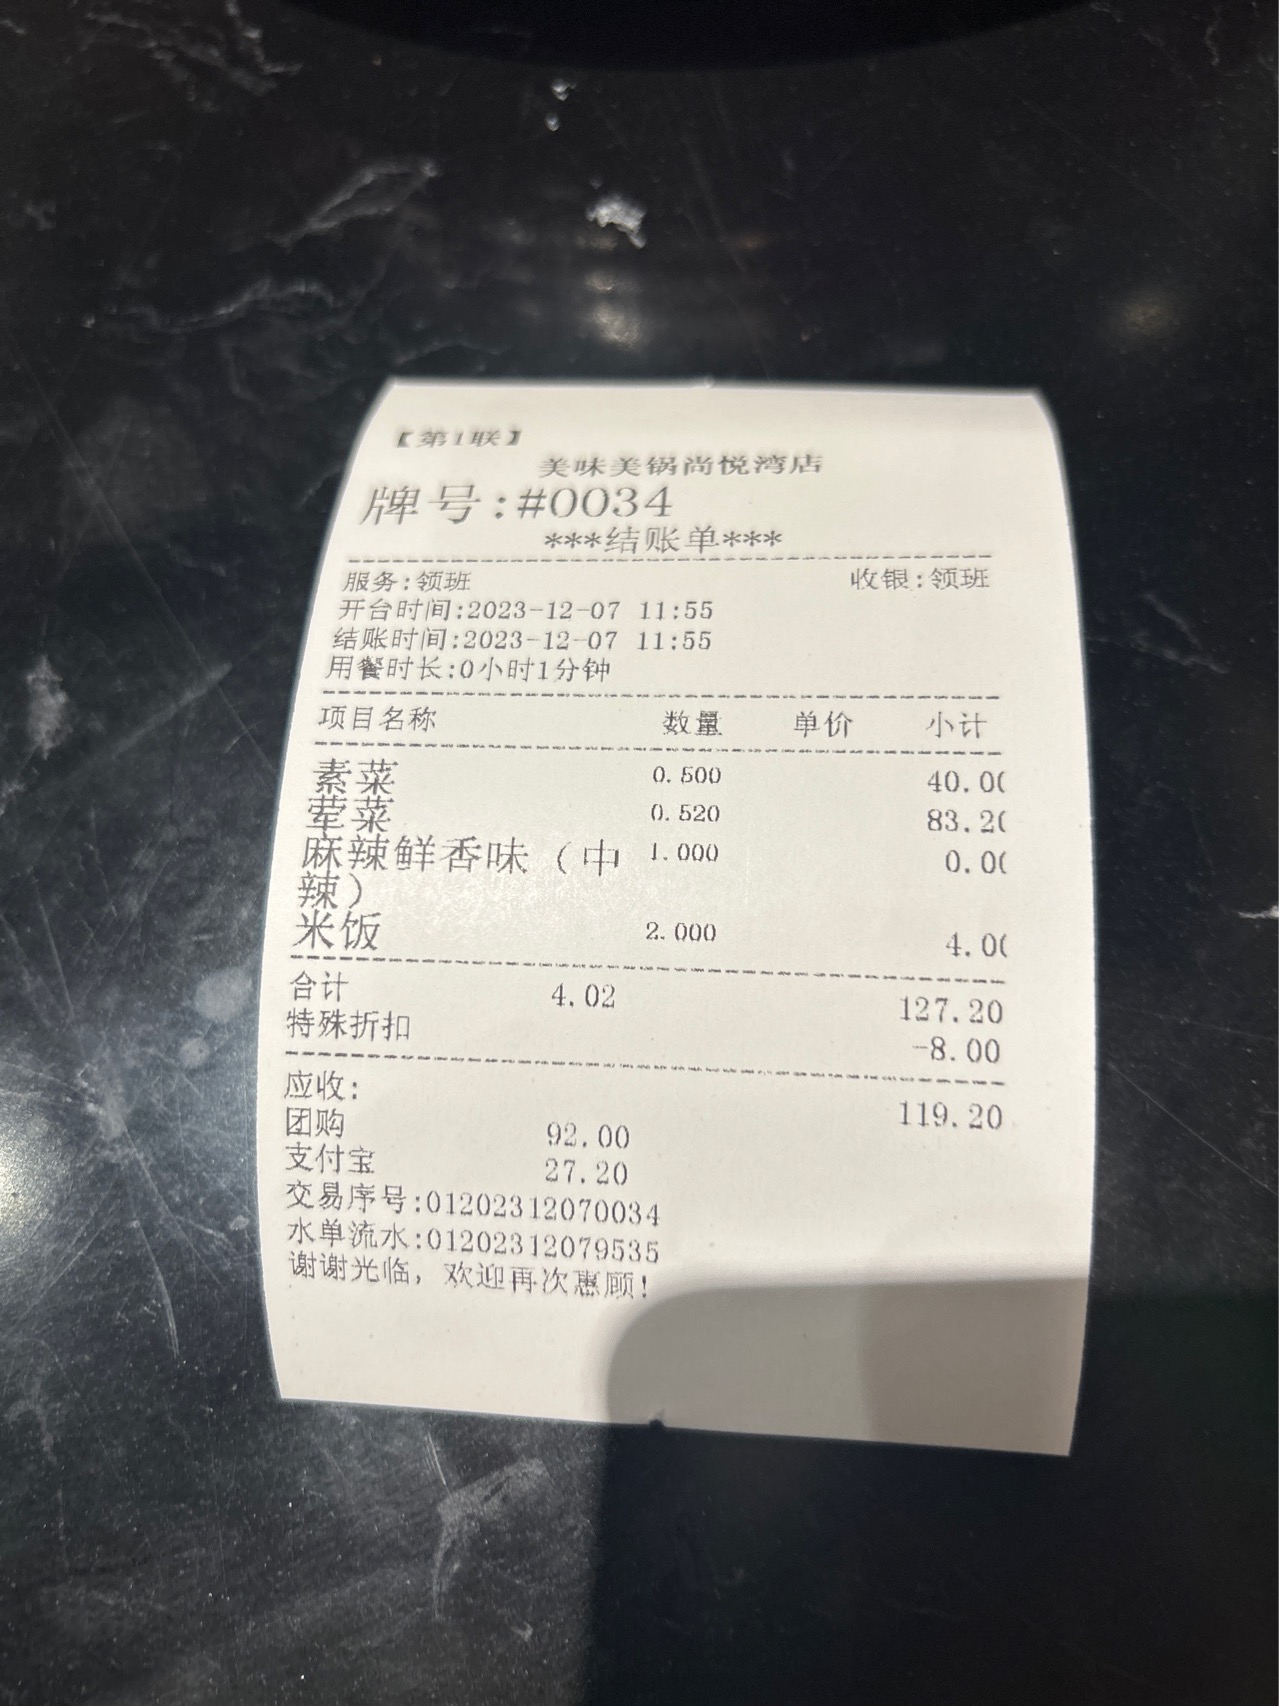 【第1联】
美味美锅尚悦湾店
牌号:#0034
***结账单***
服务:领班 收银:领班
开台时间:2023-12-07 11:55
结账时间:2023-12-07 11:55
用餐时长:0小时1分钟
项目名称 数量 单价 小计
素菜 0.500 40.00
荤菜 0.520 83.20
麻辣鲜香味（中 1.000 0.00
辣）
米饭 2.000 4.00
合计 4.02 127.20
特殊折扣 -8.00
应收: 119.20
团购 92.00
支付宝 27.20
交易序号:01202312070034
水单流水:01202312079535
谢谢光临，欢迎再次惠顾!